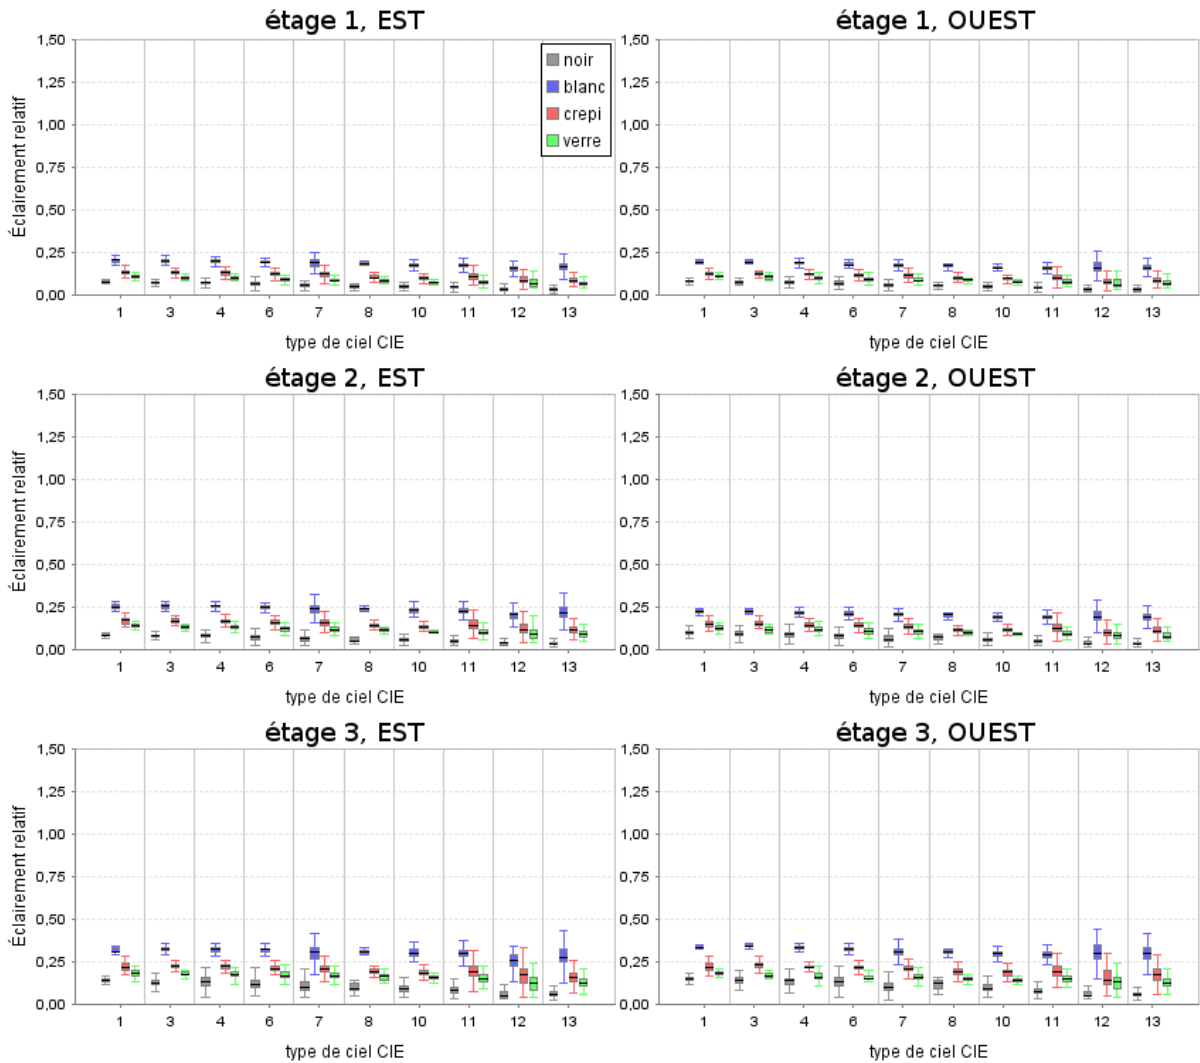 étage 1, EST
étage 1, OUEST
1,50
1,25
1,00
0,75
0,50
0,25
0,00
Éclairement relatif
noir
blanc
crepi
verre
1 3 4 6 7 8 10 11 12 13
type de ciel CIE
1,50
1,25
1,00
0,75
0,50
0,25
0,00
1 3 4 6 7 8 10 11 12 13
type de ciel CIE
étage 2, EST
étage 2, OUEST
1,50
1,25
1,00
0,75
0,50
0,25
0,00
Éclairement relatif
1 3 4 6 7 8 10 11 12 13
type de ciel CIE
1,50
1,25
1,00
0,75
0,50
0,25
0,00
1 3 4 6 7 8 10 11 12 13
type de ciel CIE
étage 3, EST
étage 3, OUEST
1,50
1,25
1,00
0,75
0,50
0,25
0,00
Éclairement relatif
1 3 4 6 7 8 10 11 12 13
type de ciel CIE
1,50
1,25
1,00
0,75
0,50
0,25
0,00
1 3 4 6 7 8 10 11 12 13
type de ciel CIE